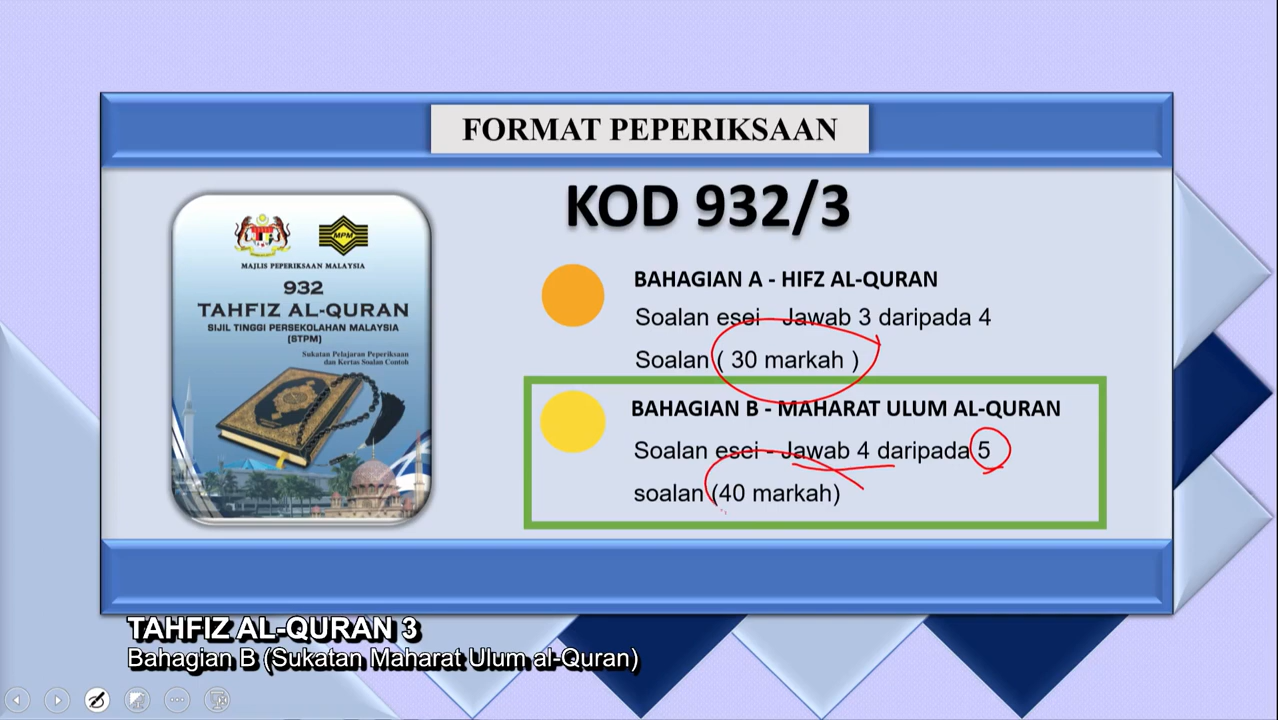 FORMAT PEPERIKSAAN
KOD 932/3
MPM
MAJLIS PEPERIKSAAN MALAYSIA
932
TAHFIZ AL-QURAN
SIJIL TINGGI PERSEKOLAHAN MALAYSIA
(STPM)
Sukatan Pelajaran Peperiksaan
dan Kertas Soalan Contoh
BAHAGIAN A - HIFZ AL-QURAN
Soalan esei - Jawab 3 daripada 4
Soalan ( 30 markah )
BAHAGIAN B - MAHARAT ULUM AL-QURAN
Soalan esei - Jawab 4 daripada 5
soalan (40 markah)
TAHFIZ AL-QURAN 3
Bahagian B (Sukatan Maharat Ulum al-Quran)